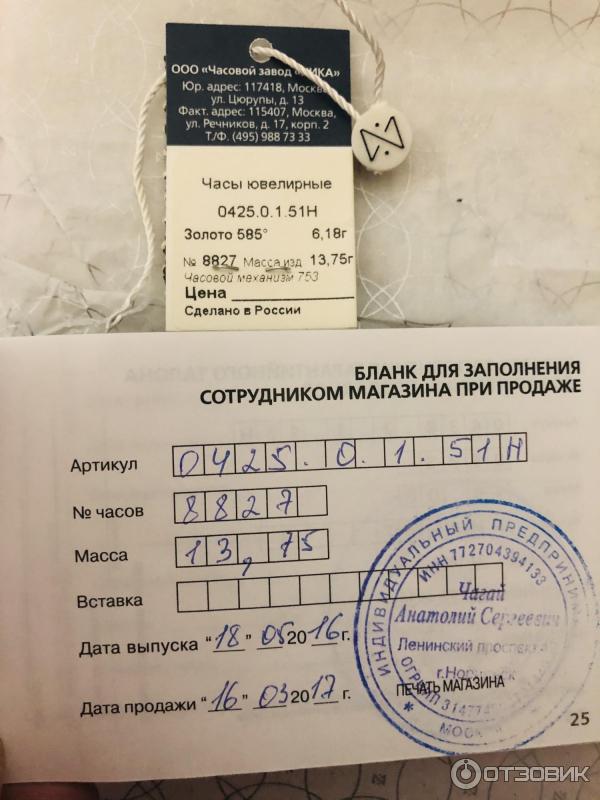 ООО «Часовой завод «НИКА»
Юр. адрес: 117418, Москва,
ул. Цюрупы, д. 13
Факт. адрес: 115407, Москва,
ул. Речников, д. 17, корп. 2
Т./Ф. (495) 988 73 33
Часы ювелирные
0425.0.1.51Н
Золото 585° 6,18г
№ 8827 Масса изд 13,75г
Часовой механизм 753
Цена
Сделано в России
БЛАНК ДЛЯ ЗАПОЛНЕНИЯ
СОТРУДНИКОМ МАГАЗИНА ПРИ ПРОДАЖЕ
Артикул 0425.0.1.51Н
№ часов 8827
Масса 13,75
Вставка
Дата выпуска “18” 05 2016 г.
Дата продажи “16” 03 2017 г.
ПЕЧАТЬ МАГАЗИНА
ИНДИВИДУАЛЬНЫЙ ПРЕДПРИНИМ
ИНН 772704394133
Чагай
Анатолий Сергеевич
Ленинский
25
ОТЗОВИК